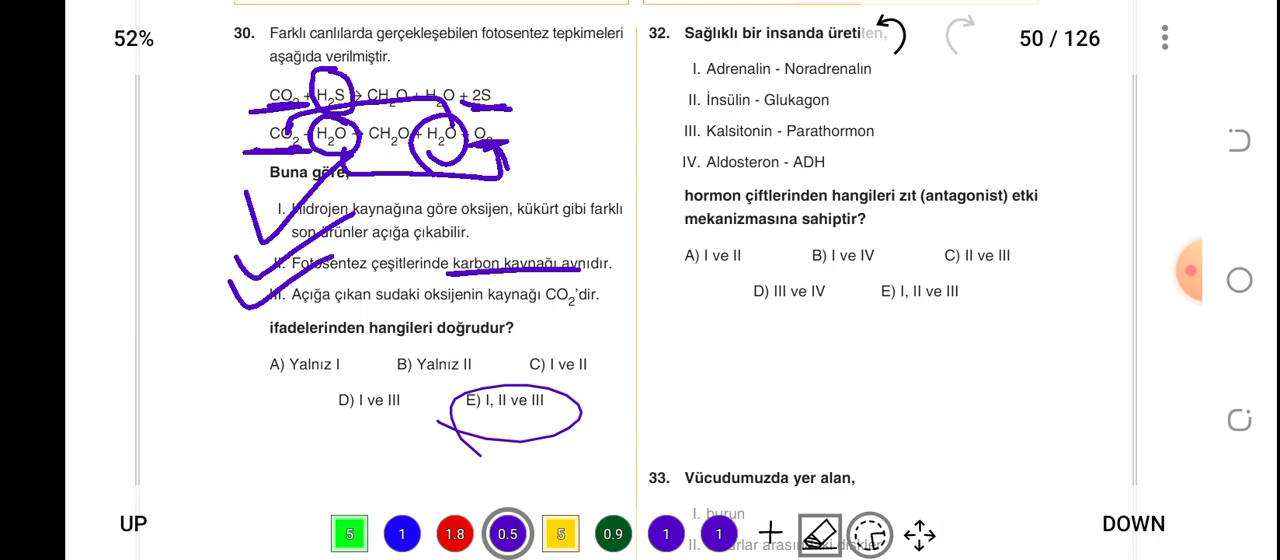 52%
50 / 126
30. Farklı canlılarda gerçekleşebilen fotosentez tepkimeleri
aşağıda verilmiştir.
CO2 + H2S → CH2O + H2O + 2S
CO2 + H2O → CH2O + H2O + O2
Buna göre,
I. Hidrojen kaynağına göre oksijen, kükürt gibi farklı
son ürünler açığa çıkabilir.
II. Fotosentez çeşitlerinde karbon kaynağı aynıdır.
III. Açığa çıkan sudaki oksijenin kaynağı CO2'dir.
ifadelerinden hangileri doğrudur?
A) Yalnız I B) Yalnız II C) I ve II
D) I ve III E) I, II ve III
32. Sağlıklı bir insanda üretilen,
I. Adrenalin - Noradrenalin
II. İnsülin - Glukagon
III. Kalsitonin - Parathormon
IV. Aldosteron - ADH
hormon çiftlerinden hangileri zıt (antagonist) etki
mekanizmasına sahiptir?
A) I ve II B) I ve IV C) II ve III
D) III ve IV E) I, II ve III
33. Vücudumuzda yer alan,
I. burun
II.
UP
5 1 1.8 0.5 5 0.9 1 1
DOWN